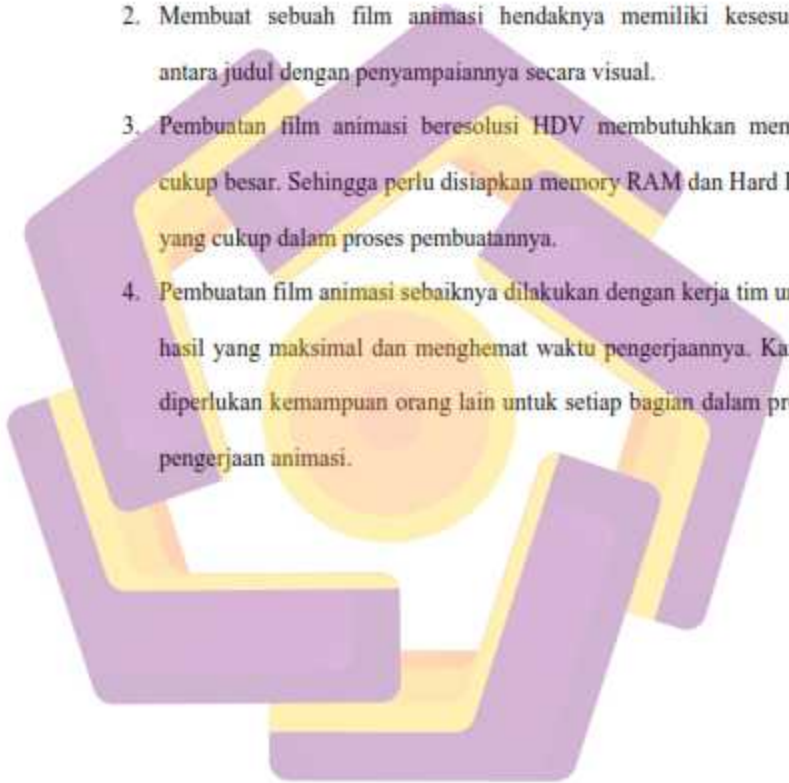 2. Membuat sebuah film animasi hendaknya memiliki kesesu
antara judul dengan penyampaiannya secara visual.
3. Pembuatan film animasi beresolusi HDV membutuhkan mem
cukup besar. Sehingga perlu disiapkan memory RAM dan Hard
yang cukup dalam proses pembuatannya.
4. Pembuatan film animasi sebaiknya dilakukan dengan kerja tim
hasil yang maksimal dan menghemat waktu pengerjaannya. Ka
diperlukan kemampuan orang lain untuk setiap bagian dalam pr
pengerjaan animasi.